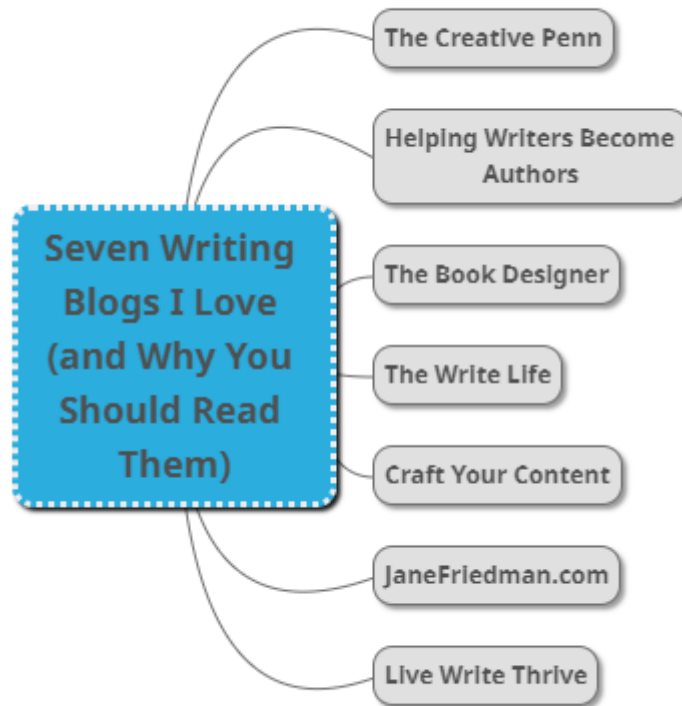 Seven Writing
Blogs I Love
(and Why You
Should Read
Them)
The Creative Penn
Helping Writers Become
Authors
The Book Designer
The Write Life
Craft Your Content
JaneFriedman.com
Live Write Thrive